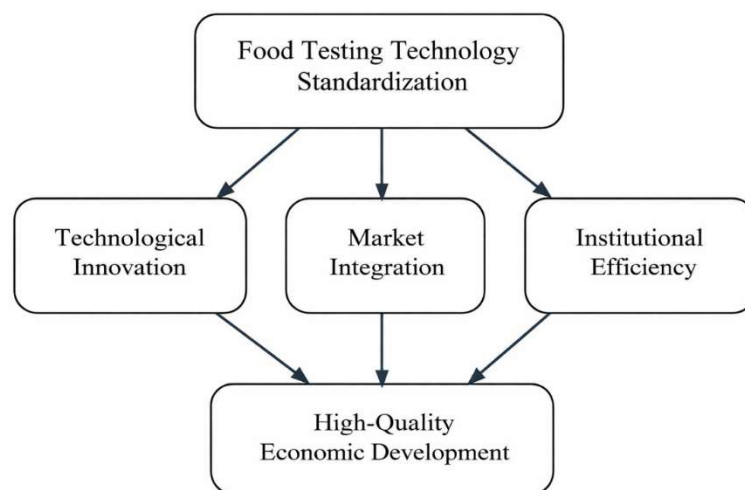 Food Testing Technology
Standardization
Technological
Innovation
Market
Integration
Institutional
Efficiency
High-Quality
Economic Development